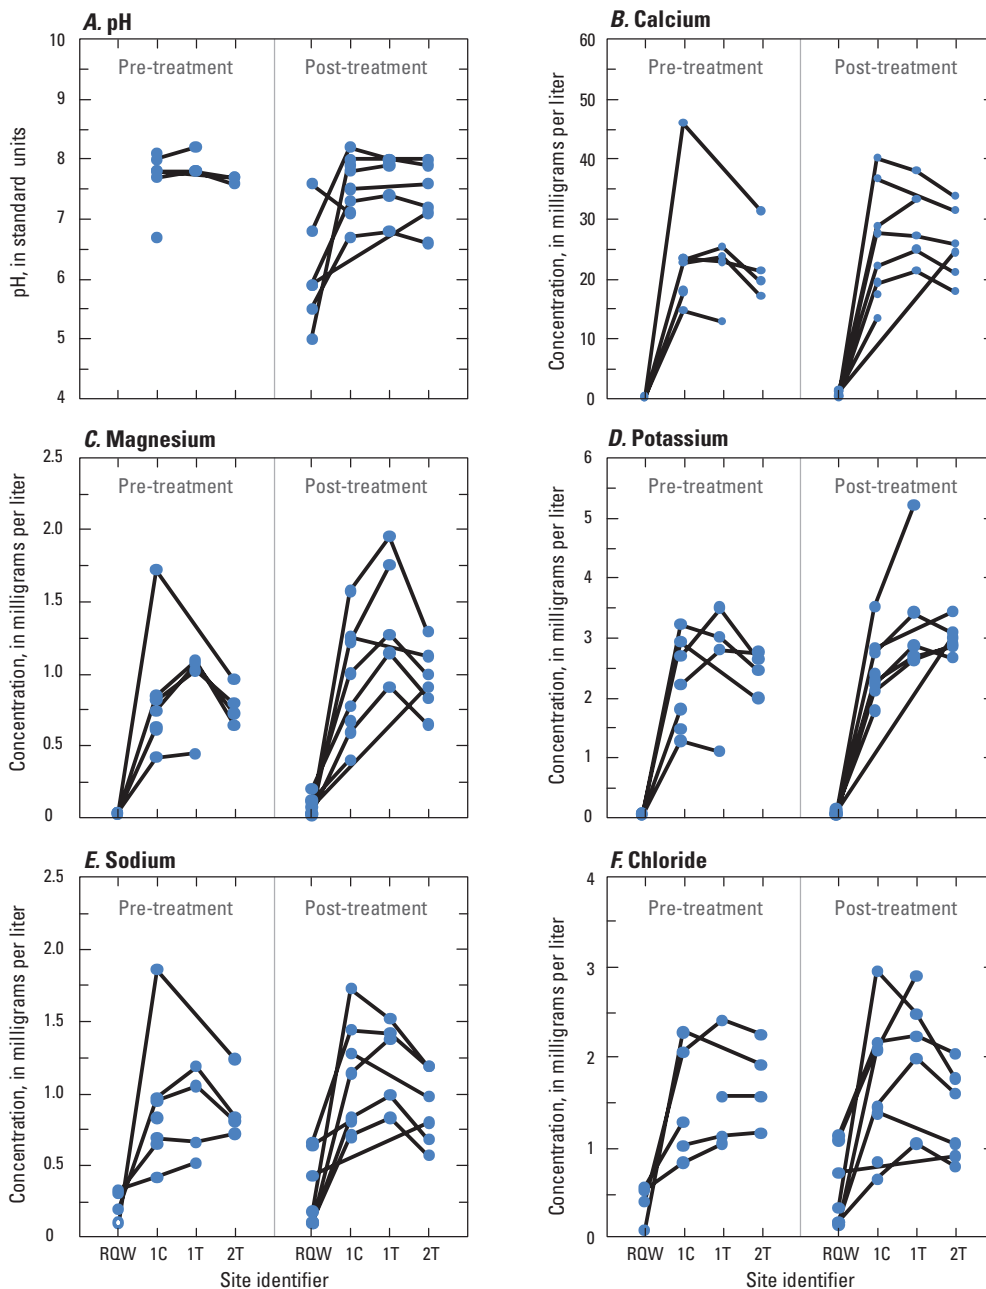 A. pH
pH, in standard units
10
9
8
7
6
5
4
Pre-treatment
Post-treatment
B. Calcium
Concentration, in milligrams per liter
60
50
40
30
20
10
0
Pre-treatment
Post-treatment
C. Magnesium
Concentration, in milligrams per liter
2.5
2.0
1.5
1.0
0.5
0
Pre-treatment
Post-treatment
D. Potassium
Concentration, in milligrams per liter
6
5
4
3
2
1
0
Pre-treatment
Post-treatment
E. Sodium
Concentration, in milligrams per liter
2.5
2.0
1.5
1.0
0.5
0
Pre-treatment
Post-treatment
RQW 1C 1T 2T RQW 1C 1T 2T
Site identifier
F. Chloride
Concentration, in milligrams per liter
4
3
2
1
0
Pre-treatment
Post-treatment
RQW 1C 1T 2T RQW 1C 1T 2T
Site identifier